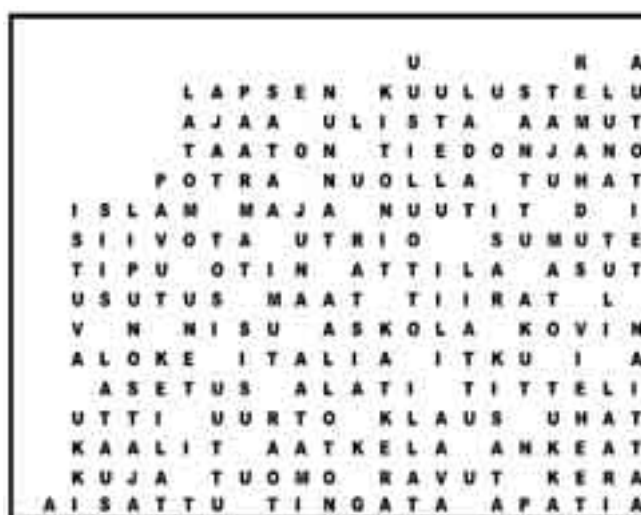 U R A
LAPSEN KUULUSTELU
AJAA ULISTA AAMUT
TAATON TIEDONJANO
POTRA NUOLLA TUHAT
ISLAM MAJA NUUTIT D I
SIIVOTA UTRIO SUMUTE
TIPU OTIN ATTILA ASUT
USUTUS MAAT TIIRAT L
V N NISU ASKOLA KOVIN
ALOKE ITALIA ITKU I A
ASETUS ALATI TITTELI
UTTI UURTO KLAUS UHAT
KAALIT AATKELA ANKEAT
KUJA TUOMO RAVUT KERA
AISATTU TINGATA APATIA